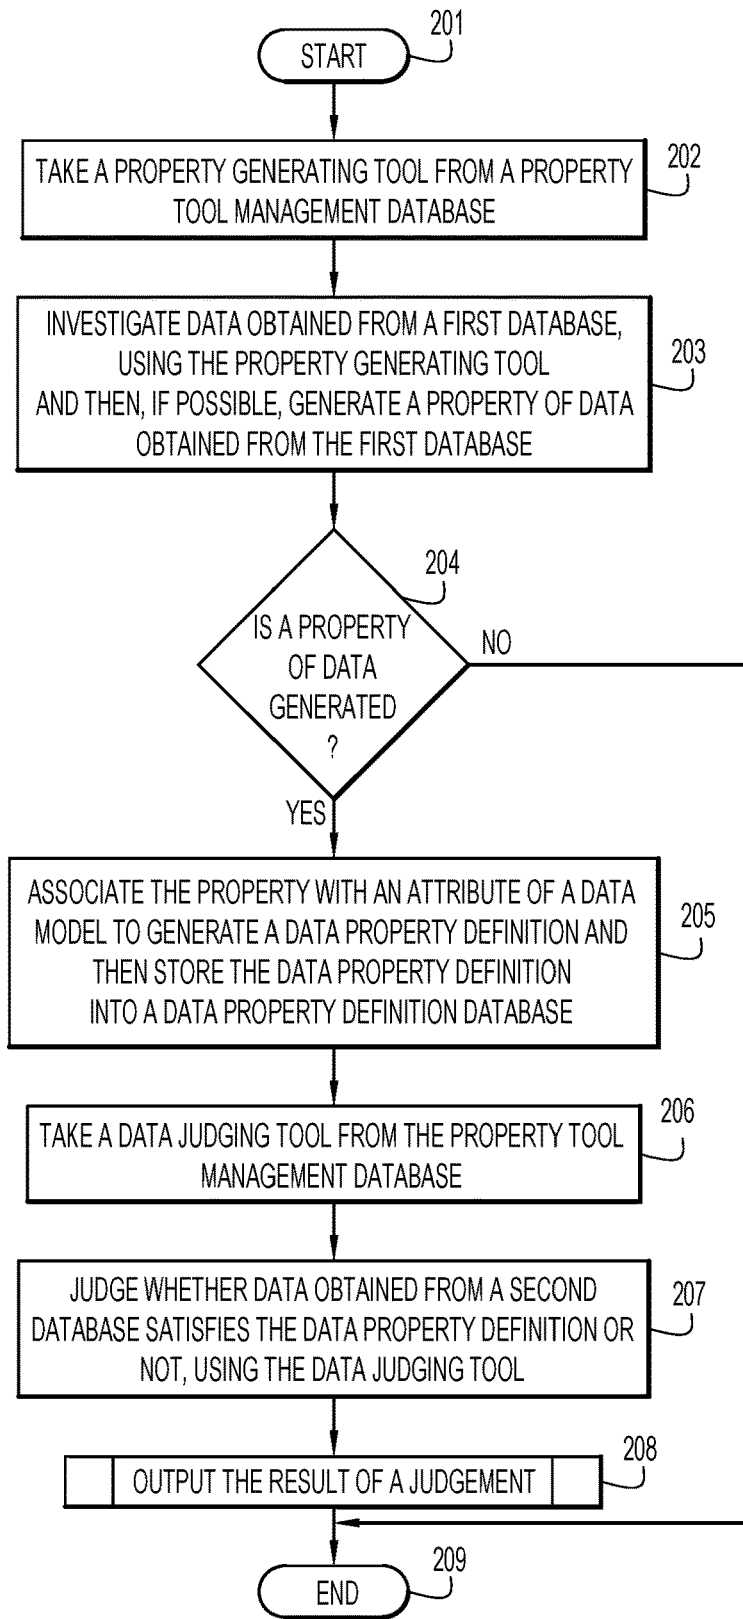 201
START
TAKE A PROPERTY GENERATING TOOL FROM A PROPERTY
TOOL MANAGEMENT DATABASE
202
INVESTIGATE DATA OBTAINED FROM A FIRST DATABASE,
USING THE PROPERTY GENERATING TOOL
AND THEN, IF POSSIBLE, GENERATE A PROPERTY OF DATA
OBTAINED FROM THE FIRST DATABASE
203
204
IS A PROPERTY
OF DATA
GENERATED
?
NO
YES
ASSOCIATE THE PROPERTY WITH AN ATTRIBUTE OF A DATA
MODEL TO GENERATE A DATA PROPERTY DEFINITION AND
THEN STORE THE DATA PROPERTY DEFINITION
INTO A DATA PROPERTY DEFINITION DATABASE
205
TAKE A DATA JUDGING TOOL FROM THE PROPERTY TOOL
MANAGEMENT DATABASE
206
JUDGE WHETHER DATA OBTAINED FROM A SECOND
DATABASE SATISFIES THE DATA PROPERTY DEFINITION OR
NOT, USING THE DATA JUDGING TOOL
207
OUTPUT THE RESULT OF A JUDGEMENT
208
END
209